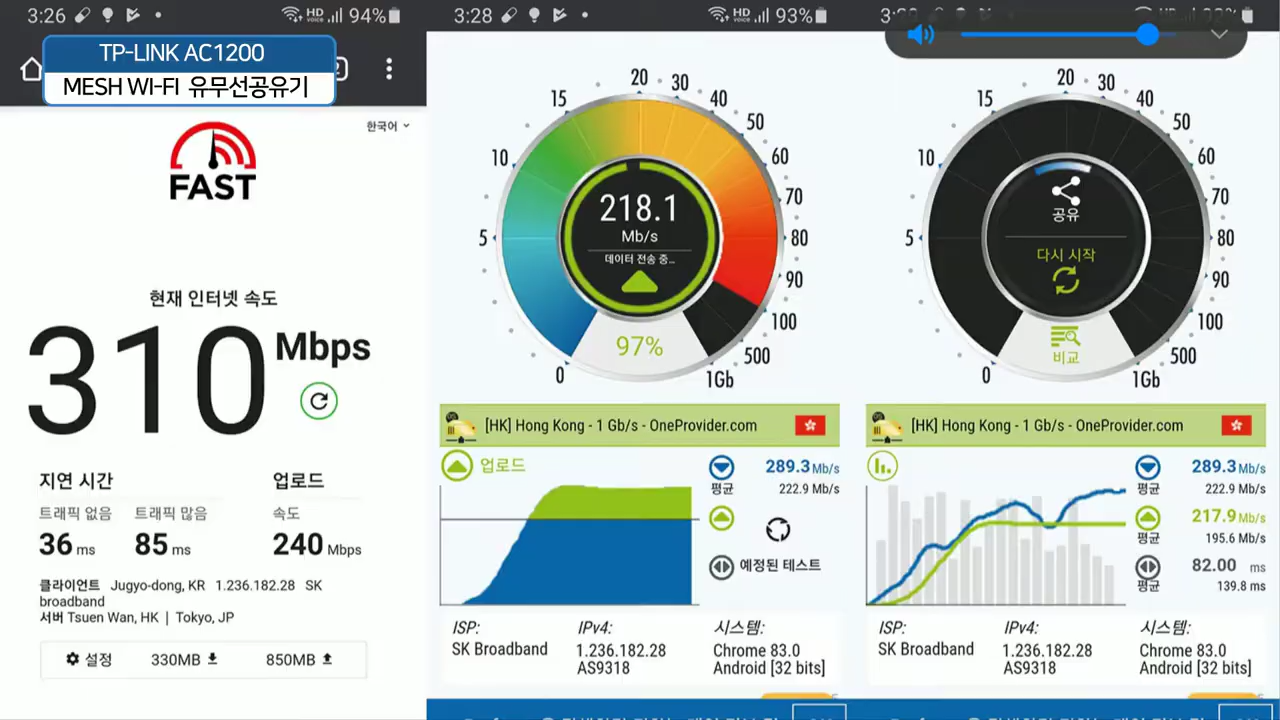 3:26
HD VOICE 94%
TP-LINK AC1200
MESH WI-FI 유무선공유기
한국어
FAST
현재 인터넷 속도
310 Mbps
지연 시간
업로드
트래픽 없음 트래픽 많음
속도
36 ms 85 ms
240 Mbps
클라이언트 Jugyo-dong, KR 1.236.182.28 SK
broadband
서버 Tsuen Wan, HK | Tokyo, JP
설정 330MB 850MB
3:28
HD VOICE 93%
0
5
10
15
20
30
40
50
60
70
80
90
100
500
1Gb
218.1
Mb/s
데이터 전송 중...
97%
[HK] Hong Kong - 1 Gb/s - OneProvider.com
업로드
289.3 Mb/s
평균 222.9 Mb/s
예정된 테스트
ISP: IPv4: 시스템:
SK Broadband 1.236.182.28 Chrome 83.0
AS9318 Android [32 bits]
0
5
10
15
20
30
40
50
60
70
80
90
100
500
1Gb
공유
다시 시작
비교
[HK] Hong Kong - 1 Gb/s - OneProvider.com
289.3 Mb/s
평균 222.9 Mb/s
217.9 Mb/s
평균 195.6 Mb/s
82.00 ms
평균 139.8 ms
ISP: IPv4: 시스템:
SK Broadband 1.236.182.28 Chrome 83.0
AS9318 Android [32 bits]